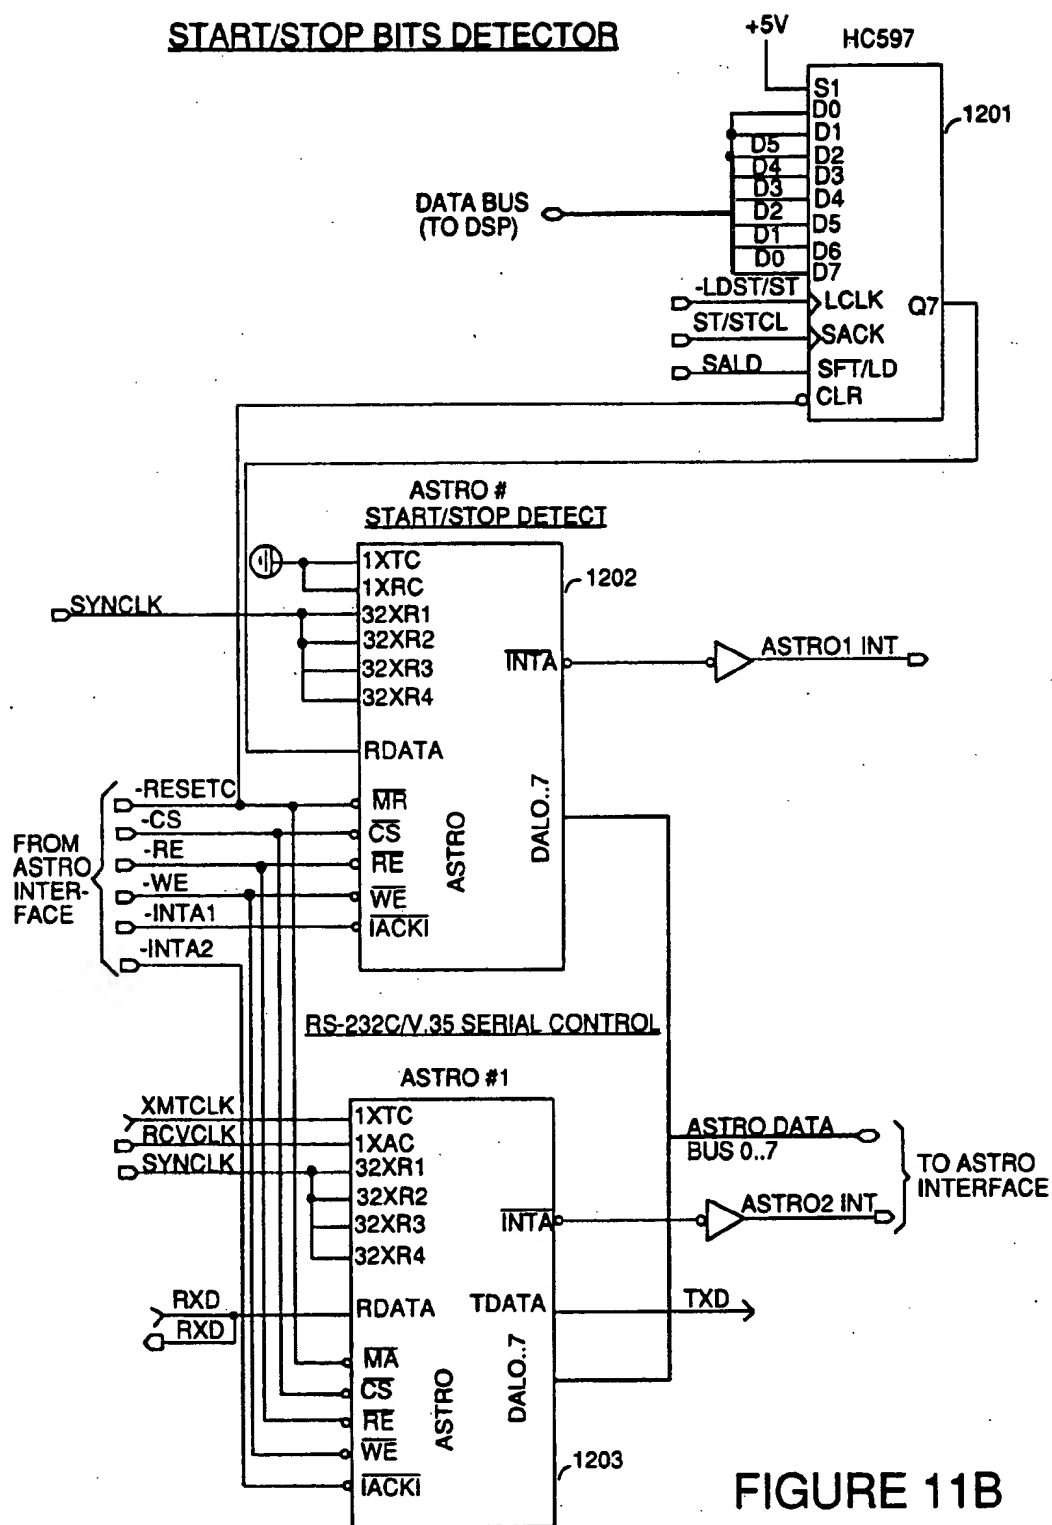 START/STOP BITS DETECTOR
+5V
HC597
S1
D0
D1
D2
D3
D4
D5
D6
D7
1201
D5
D4
D3
D2
D1
D0
DATA BUS
(TO DSP)
-LDST/ST
LCLK
Q7
ST/STCL
SACK
SALD
SFT/LD
CLR
ASTRO #
START/STOP DETECT
1XTC
1XRC
32XR1
32XR2
32XR3
32XR4
1202
SYNCLK
INTA
ASTRO1 INT
RDATA
-RESETC
MR
-CS
CS
-RE
RE
-WE
WE
-INTA1
IACKI
-INTA2
FROM
ASTRO
INTER-
FACE
ASTRO
DALO..7
RS-232C/V.35 SERIAL CONTROL
ASTRO #1
XMTCLK
1XTC
RCVCLK
1XAC
SYNCLK
32XR1
32XR2
32XR3
32XR4
ASTRO DATA
BUS 0..7
TO ASTRO
INTERFACE
INTA
ASTRO2 INT
RXD
RDATA
TDATA
TXD
RXD
MA
CS
RE
WE
IACKI
ASTRO
DALO..7
1203
FIGURE 11B